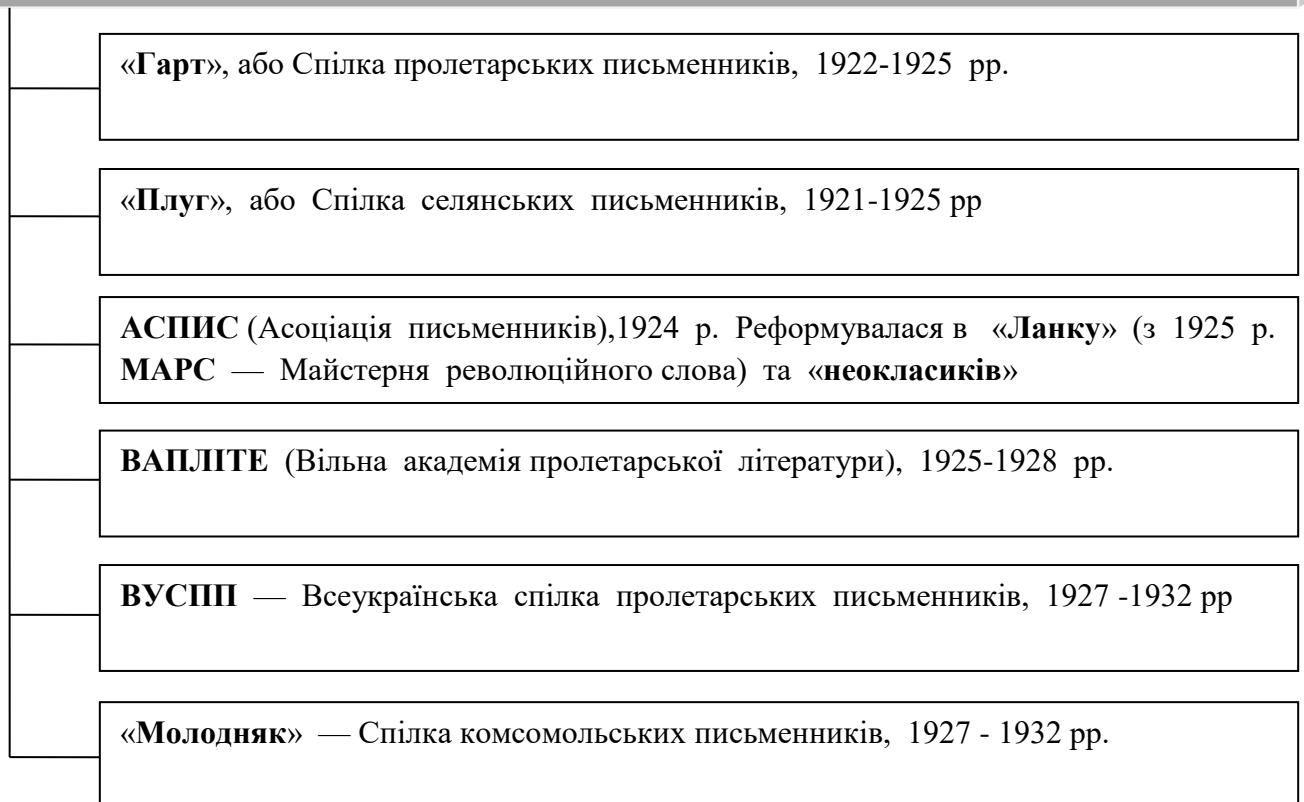 «Гарт», або Спілка пролетарських письменників, 1922-1925 рр.
«Плуг», або Спілка селянських письменників, 1921-1925 рр
АСПИС (Асоціація письменників),1924 р. Реформувалася в «Ланку» (з 1925 р.
МАРС — Майстерня революційного слова) та «неокласиків»
ВАПЛІТЕ (Вільна академія пролетарської літератури), 1925-1928 рр.
ВУСПП — Всеукраїнська спілка пролетарських письменників, 1927 -1932 рр
«Молодняк» — Спілка комсомольських письменників, 1927 - 1932 рр.